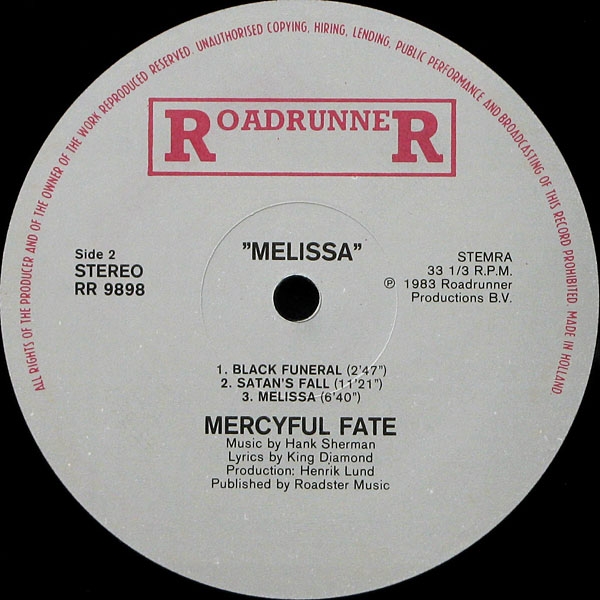 ALL RIGHTS OF THE PRODUCER AND OF THE OWNER OF THE WORK REPRODUCED RESERVED. UNAUTHORISED COPYING, HIRING, LENDING, PUBLIC PERFORMANCE AND BROADCASTING OF THIS RECORD PROHIBITED. MADE IN HOLLAND.
ROADRUNNER
Side 2
STEREO
RR 9898
"MELISSA"
STEMRA
33 1/3 R.P.M.
℗ 1983 Roadrunner
Productions B.V.
1. BLACK FUNERAL (2'47")
2. SATAN'S FALL (11'21")
3. MELISSA (6'40")
MERCYFUL FATE
Music by Hank Sherman
Lyrics by King Diamond
Production: Henrik Lund
Published by Roadster Music